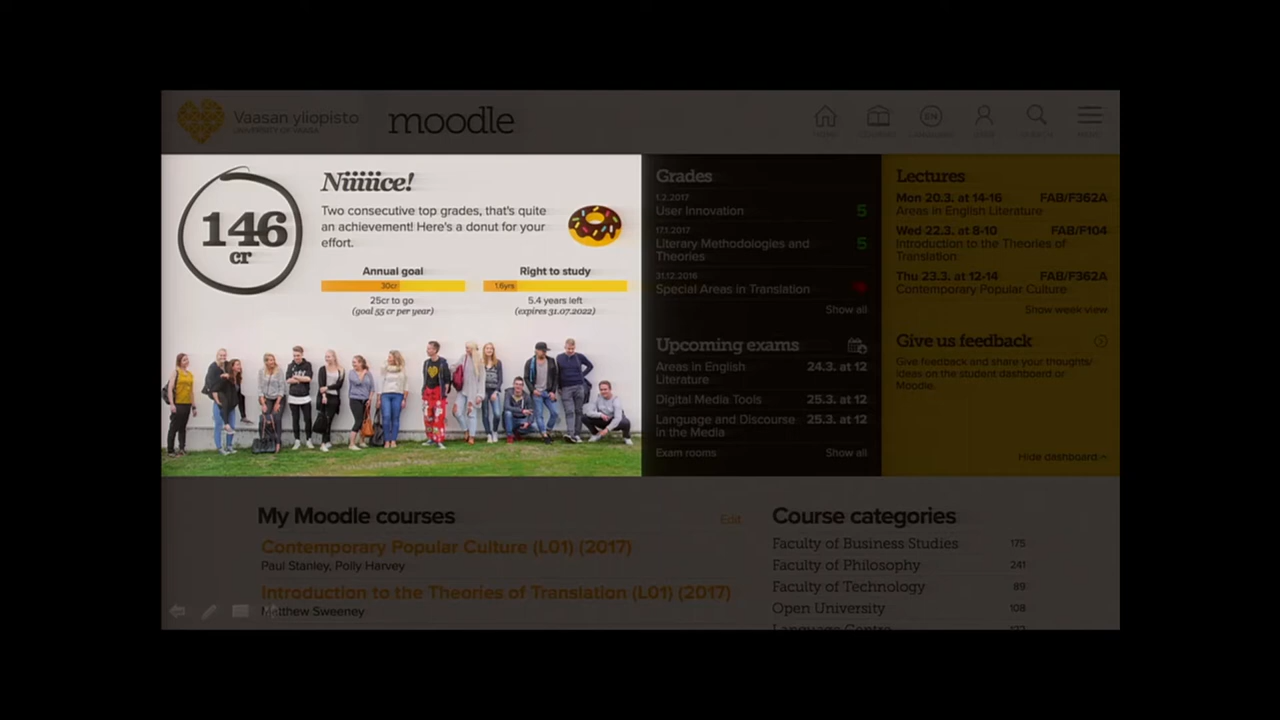 Vaasan yliopisto
UNIVERSITY OF VAASA
moodle
HOME
COURSES
LANGUAGE
EN
SEARCH
MENU
146
cr
Niiiiice!
Two consecutive top grades, that's quite
an achievement! Here's a donut for your
effort.
Annual goal
30cr
25cr to go
(goal 55 cr per year)
Right to study
1.6yrs
5.4 years left
(expires 31.07.2022)
Grades
1.2.2017
User Innovation 5
17.1.2017
Literary Methodologies and 5
Theories
31.12.2016
Special Areas in Translation
Show all
Upcoming exams
Areas in English 24.3. at 12
Literature
Digital Media Tools 25.3. at 12
Language and Discourse 25.3. at 12
in the Media
Exam rooms Show all
Lectures
Mon 20.3. at 14-16 FAB/F362A
Areas in English Literature
Wed 22.3. at 8-10 FAB/F104
Introduction to the Theories of
Translation
Thu 23.3. at 12-14 FAB/F362A
Contemporary Popular Culture
Show week view
Give us feedback
Give feedback and share your thoughts/
ideas on the student dashboard or
Moodle.
Hide dashboard
My Moodle courses Edit
Contemporary Popular Culture (L01) (2017)
Paul Stanley, Polly Harvey
Introduction to the Theories of Translation (L01) (2017)
Matthew Sweeney
Course categories
Faculty of Business Studies 175
Faculty of Philosophy 241
Faculty of Technology 89
Open University 108
Language Centre